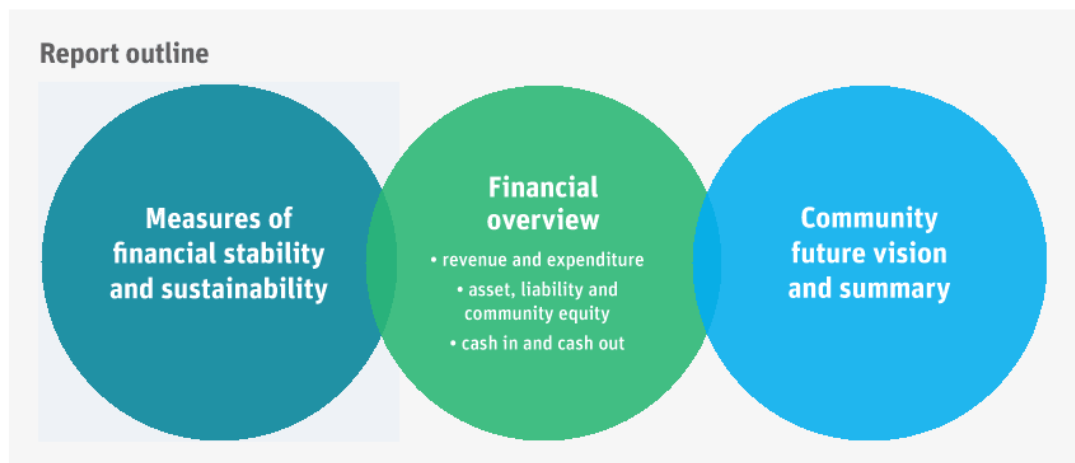 Report outline
Measures of
financial stability
and sustainability
Financial
overview
• revenue and expenditure
• asset, liability and
community equity
• cash in and cash out
Community
future vision
and summary